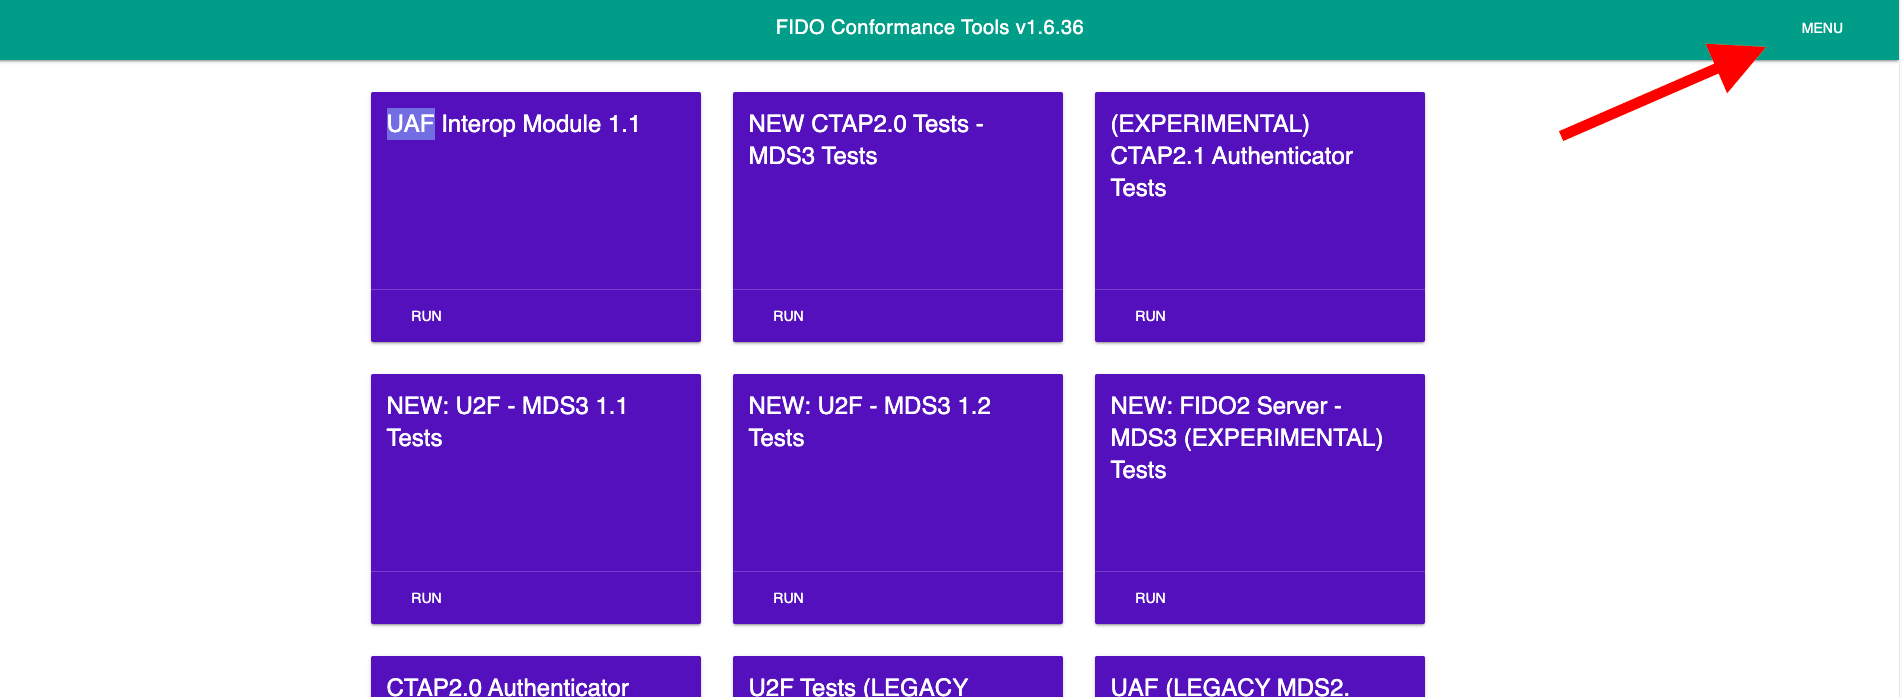 FIDO Conformance Tools v1.6.36
MENU
UAF Interop Module 1.1
RUN
NEW CTAP2.0 Tests -
MDS3 Tests
RUN
(EXPERIMENTAL)
CTAP2.1 Authenticator
Tests
RUN
NEW: U2F - MDS3 1.1
Tests
RUN
NEW: U2F - MDS3 1.2
Tests
RUN
NEW: FIDO2 Server -
MDS3 (EXPERIMENTAL)
Tests
RUN
CTAP2.0 Authenticator
U2F Tests (LEGACY
UAF (LEGACY MDS2.